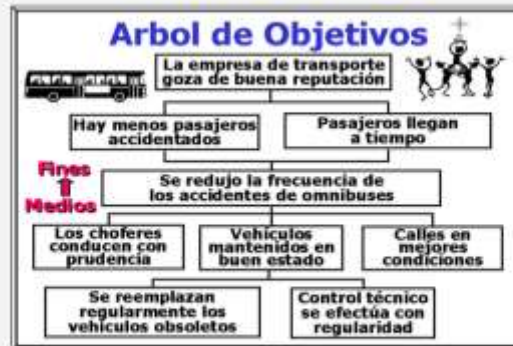 Arbol de Objetivos
La empresa de transporte
goza de buena reputación
Hay menos pasajeros
accidentados
Pasajeros llegan
a tiempo
Fines
Medios
Se redujo la frecuencia de
los accidentes de omnibuses
Los choferes
conducen con
prudencia
Vehículos
mantenidos en
buen estado
Calles en
mejores
condiciones
Se reemplazan
regularmente los
vehículos obsoletos
Control técnico
se efectúa con
regularidad